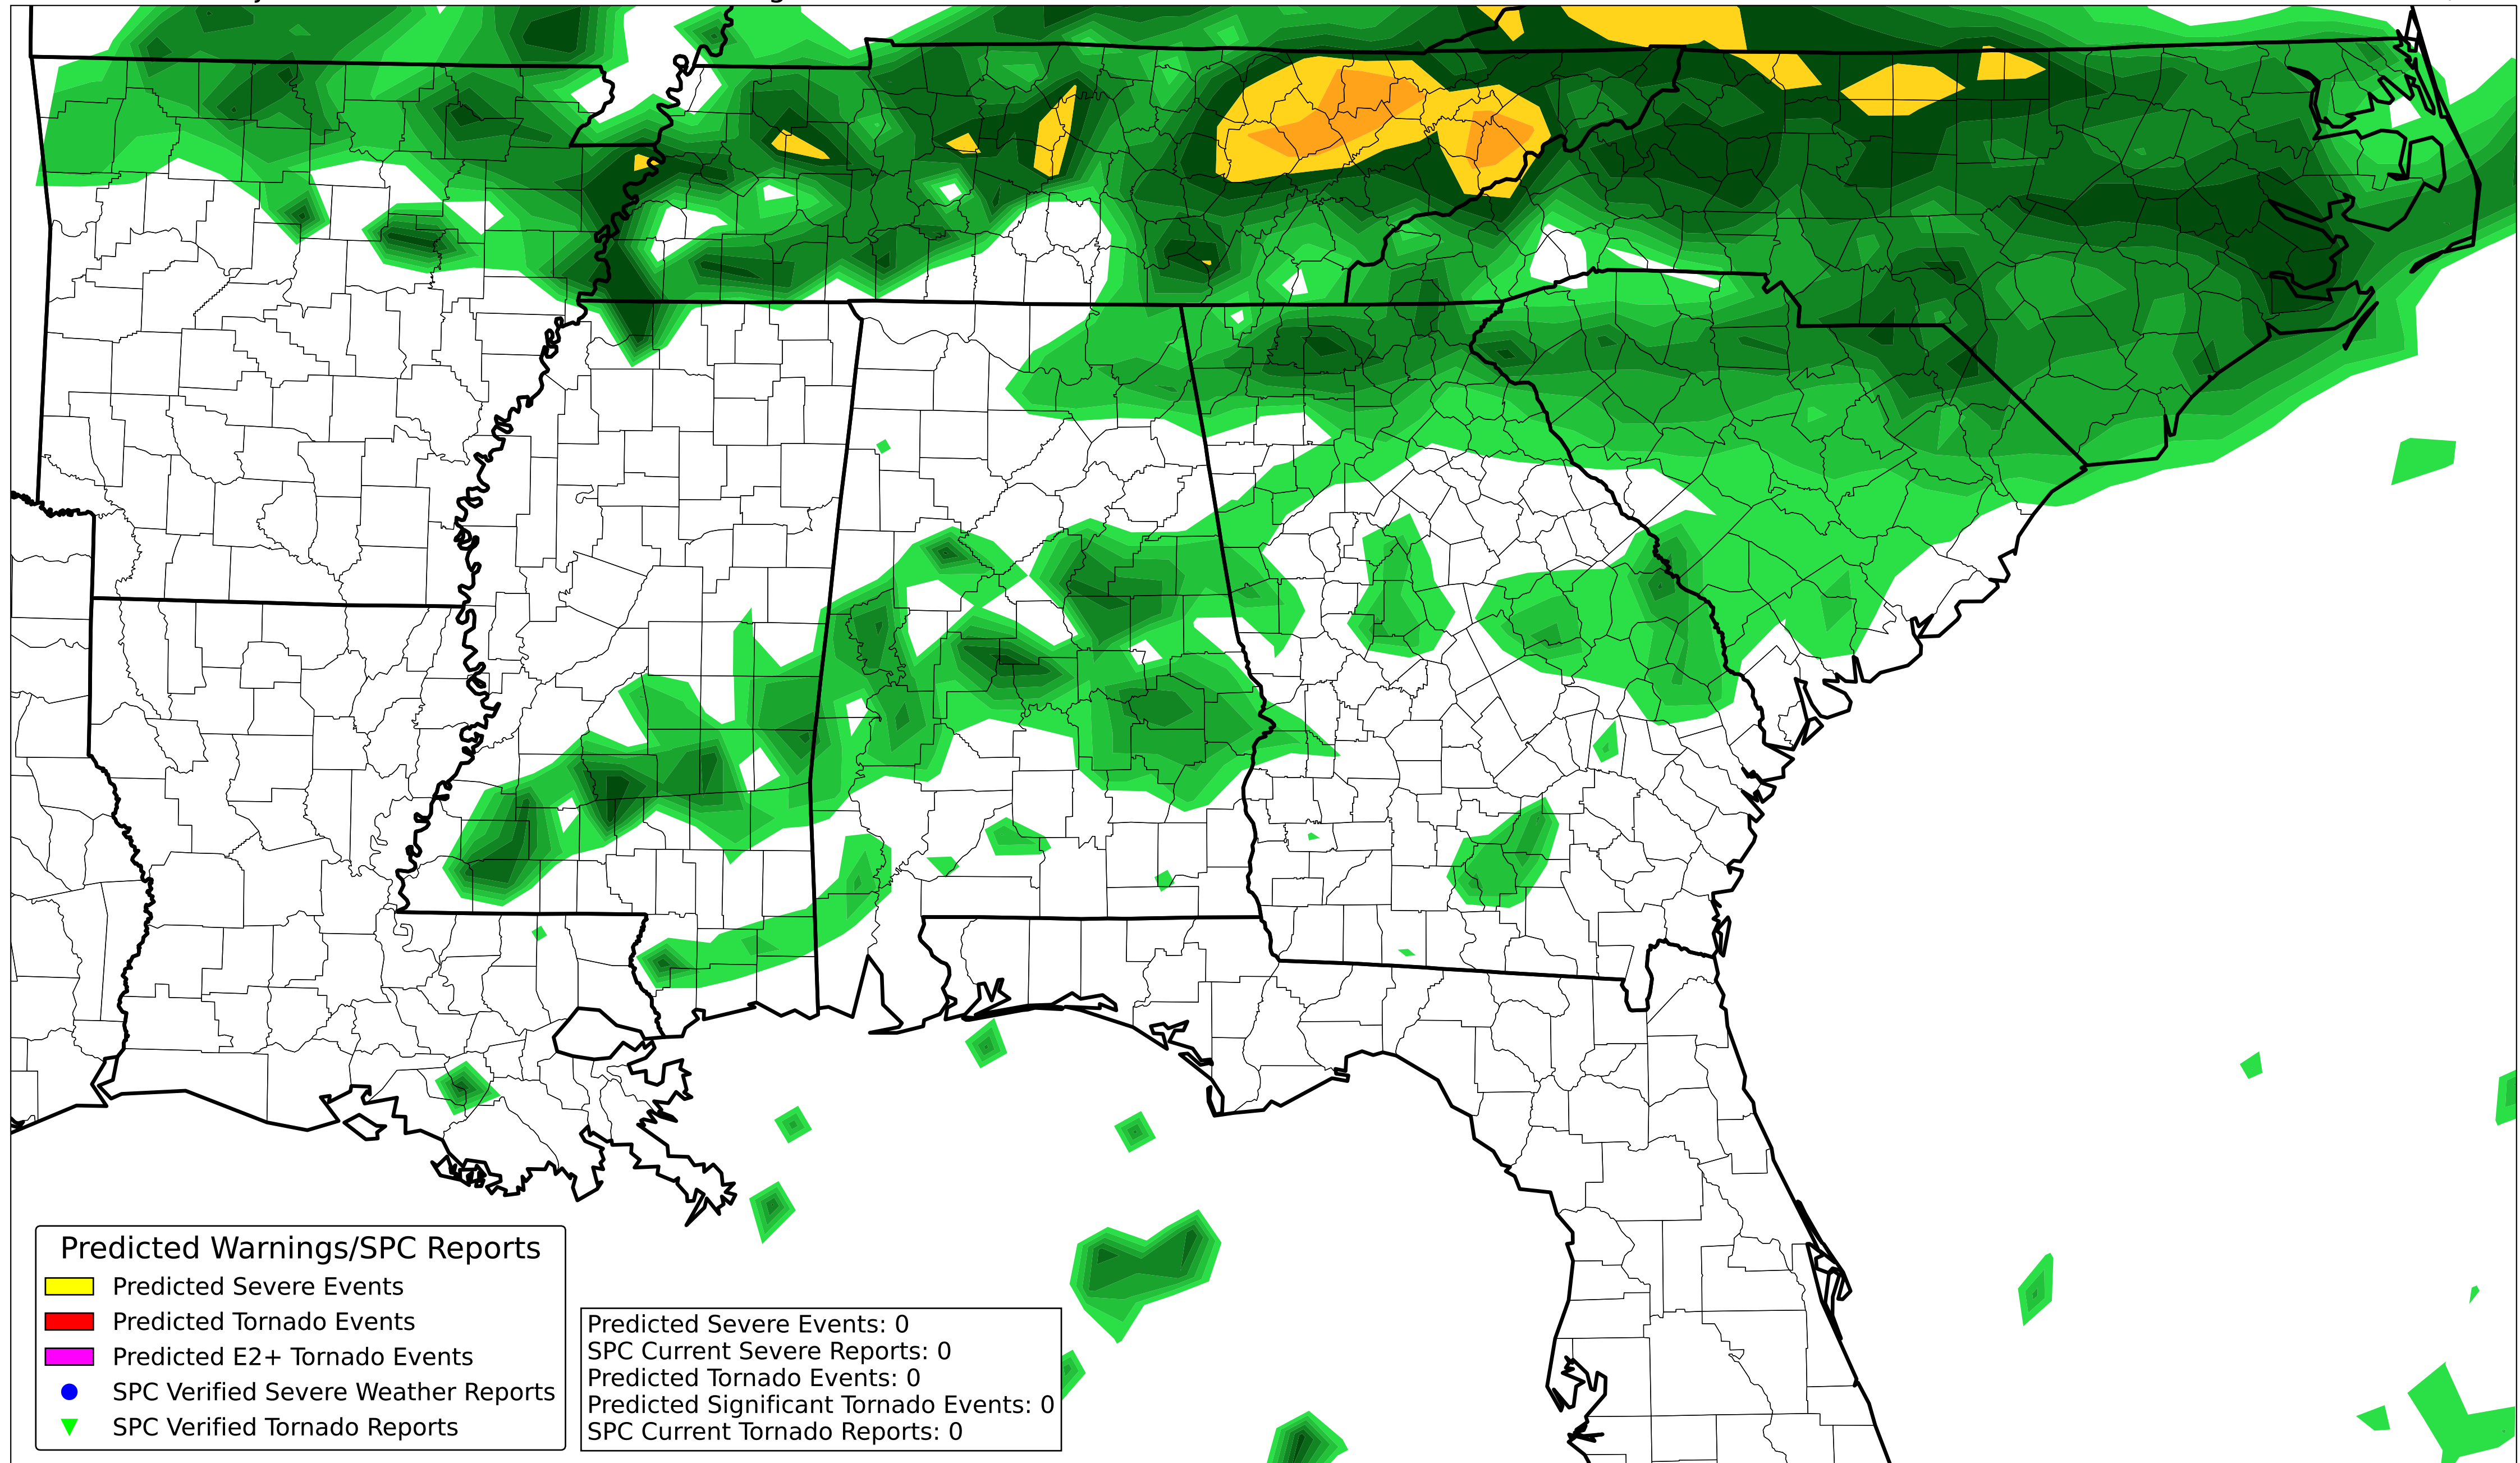 Predicted Warnings/SPC Reports
Predicted Severe Events
Predicted Tornado Events
Predicted E2+ Tornado Events
SPC Verified Severe Weather Reports
SPC Verified Tornado Reports
Predicted Severe Events: 0
SPC Current Severe Reports: 0
Predicted Tornado Events: 0
Predicted Significant Tornado Events: 0
SPC Current Tornado Reports: 0